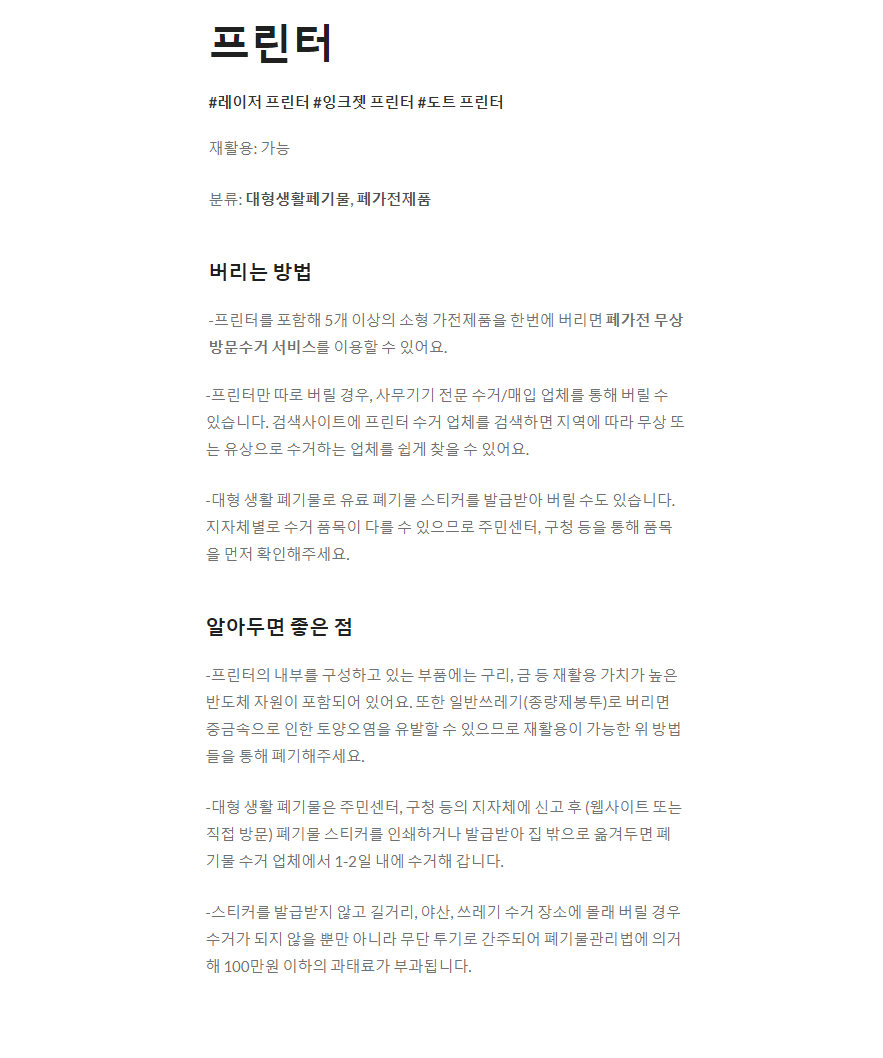 프린터
#레이저 프린터 #잉크젯 프린터 #도트 프린터
재활용: 가능
분류: 대형생활폐기물, 폐가전제품
버리는 방법
-프린터를 포함해 5개 이상의 소형 가전제품을 한번에 버리면 폐가전 무상
방문수거 서비스를 이용할 수 있어요.
-프린터만 따로 버릴 경우, 사무기기 전문 수거/매입 업체를 통해 버릴 수
있습니다. 검색사이트에 프린터 수거 업체를 검색하면 지역에 따라 무상 또
는 유상으로 수거하는 업체를 쉽게 찾을 수 있어요.
-대형 생활 폐기물로 유료 폐기물 스티커를 발급받아 버릴 수도 있습니다.
지자체별로 수거 품목이 다를 수 있으므로 주민센터, 구청 등을 통해 품목
을 먼저 확인해주세요.
알아두면 좋은 점
-프린터의 내부를 구성하고 있는 부품에는 구리, 금 등 재활용 가치가 높은
반도체 자원이 포함되어 있어요. 또한 일반쓰레기(종량제봉투)로 버리면
중금속으로 인한 토양오염을 유발할 수 있으므로 재활용이 가능한 위 방법
들을 통해 폐기해주세요.
-대형 생활 폐기물은 주민센터, 구청 등의 지자체에 신고 후 (웹사이트 또는
직접 방문) 폐기물 스티커를 인쇄하거나 발급받아 집 밖으로 옮겨두면 폐
기물 수거 업체에서 1-2일 내에 수거해 갑니다.
-스티커를 발급받지 않고 길거리, 야산, 쓰레기 수거 장소에 몰래 버릴 경우
수거가 되지 않을 뿐만 아니라 무단 투기로 간주되어 폐기물관리법에 의거
해 100만원 이하의 과태료가 부과됩니다.